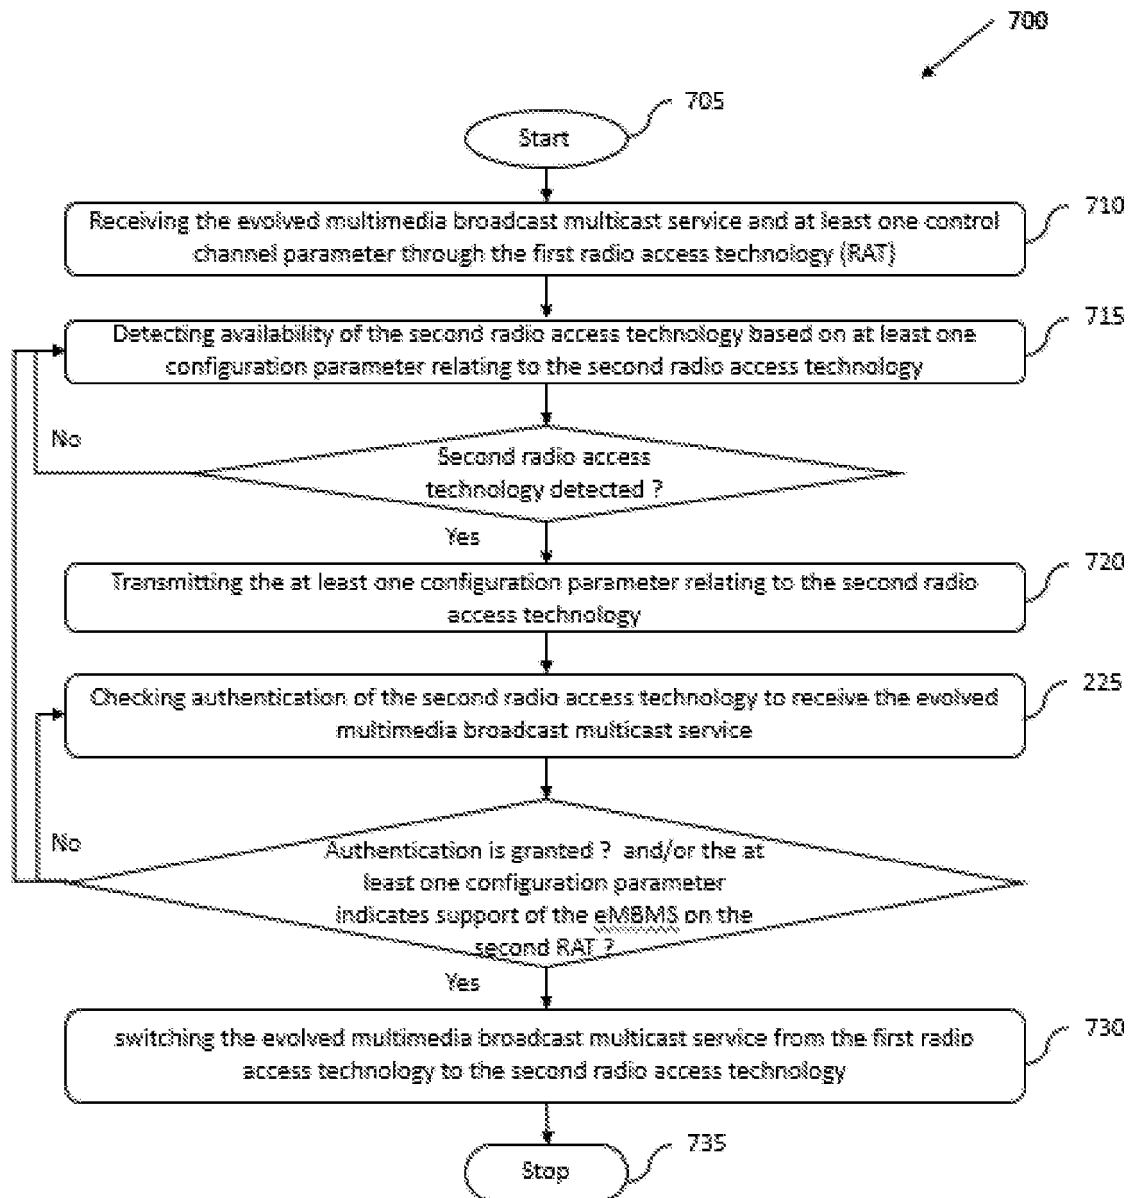 700
705
Start
710
Receiving the evolved multimedia broadcast multicast service and at least one control
channel parameter through the first radio access technology (RAT)
715
Detecting availability of the second radio access technology based on at least one
configuration parameter relating to the second radio access technology
No
Second radio access
technology detected ?
Yes
720
Transmitting the at least one configuration parameter relating to the second radio
access technology
225
Checking authentication of the second radio access technology to receive the evolved
multimedia broadcast multicast service
No
Authentication is granted ? and/or the at
least one configuration parameter
indicates support of the eMBMS on the
second RAT ?
Yes
730
switching the evolved multimedia broadcast multicast service from the first radio
access technology to the second radio access technology
735
Stop